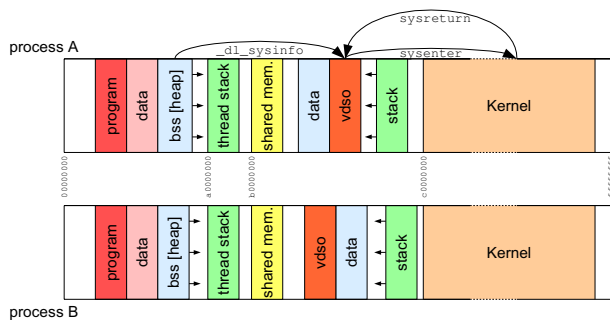 sysreturn
process A
_dl_sysinfo
sysenter
program
data
bss [heap]
thread stack
shared mem.
data
vdso
stack
Kernel
00000000
a0000000
b0000000
c0000000
program
data
bss [heap]
thread stack
shared mem.
vdso
data
stack
Kernel
process B